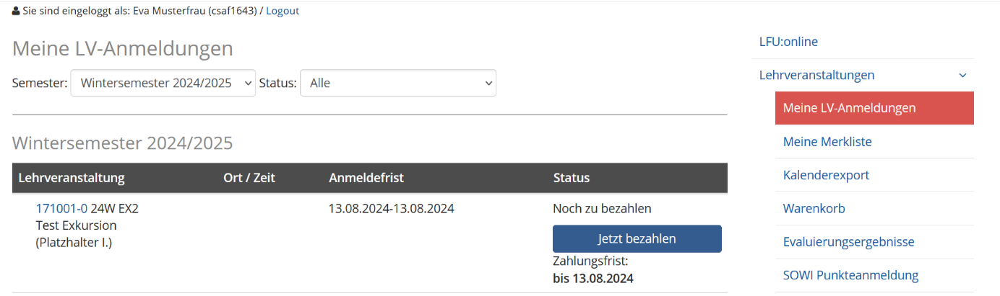 Sie sind eingeloggt als: Eva Musterfrau (csaf1643) / Logout
Meine LV-Anmeldungen
Semester: Wintersemester 2024/2025 Status: Alle
Wintersemester 2024/2025
Lehrveranstaltung Ort / Zeit Anmeldefrist Status
171001-0 24W EX2 13.08.2024-13.08.2024 Noch zu bezahlen
Test Exkursion
(Platzhalter I.)
Jetzt bezahlen
Zahlungsfrist:
bis 13.08.2024
LFU:online
Lehrveranstaltungen
Meine LV-Anmeldungen
Meine Merkliste
Kalenderexport
Warenkorb
Evaluierungsergebnisse
SOWI Punkteanmeldung